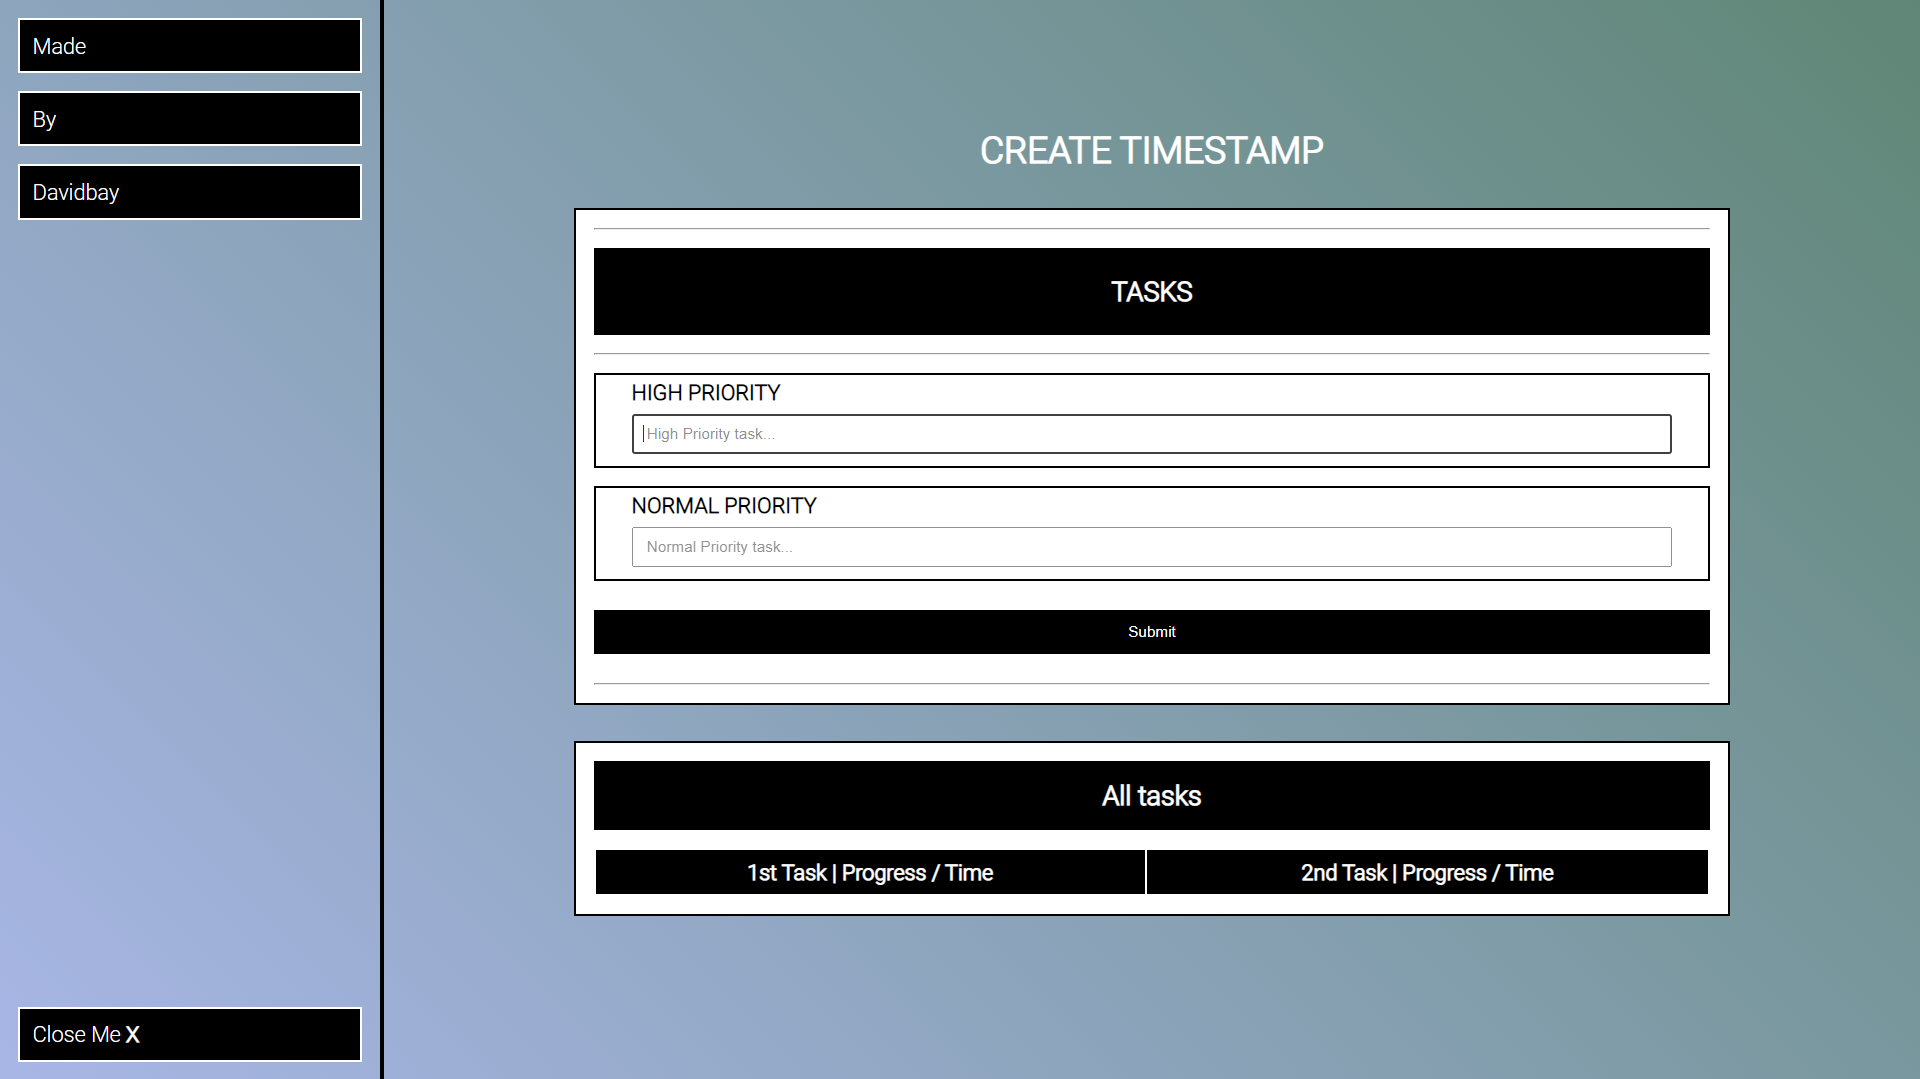 Made
By
Davidbay
Close Me X
CREATE TIMESTAMP
TASKS
HIGH PRIORITY
High Priority task...
NORMAL PRIORITY
Normal Priority task...
Submit
All tasks
1st Task | Progress / Time
2nd Task | Progress / Time